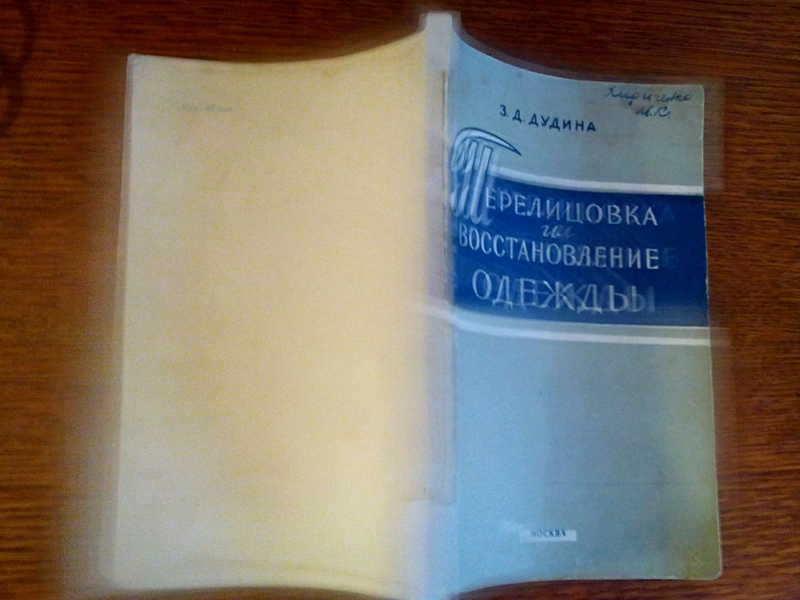 З. Д. ДУДИНА
ПЕРЕЛИЦОВКА
и
ВОССТАНОВЛЕНИЕ
ОДЕЖДЫ
МОСКВА